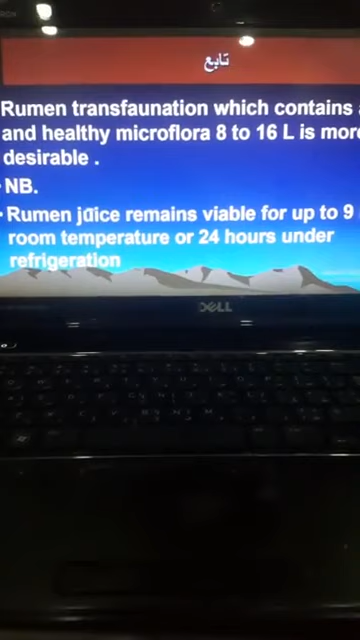 تابع
Rumen transfaunation which contains
and healthy microflora 8 to 16 L is more
desirable .
NB.
Rumen juice remains viable for up to 9
room temperature or 24 hours under
refrigeration
DELL